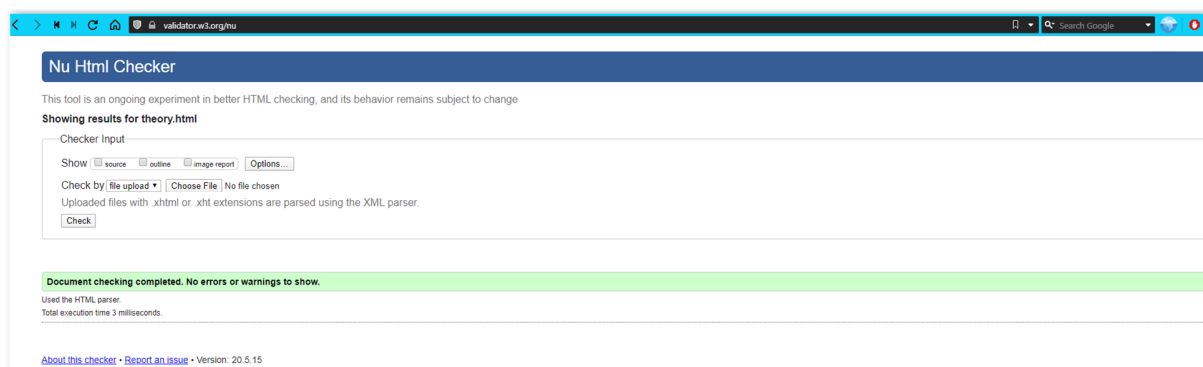 validator.w3.org/nu
Search Google
Nu Html Checker
This tool is an ongoing experiment in better HTML checking, and its behavior remains subject to change
Showing results for theory.html
Checker Input
Show source outline image report Options...
Check by file upload Choose File No file chosen
Uploaded files with .xhtml or .xht extensions are parsed using the XML parser.
Check
Document checking completed. No errors or warnings to show.
Used the HTML parser.
Total execution time 3 milliseconds.
About this checker • Report an issue • Version: 20.5.15